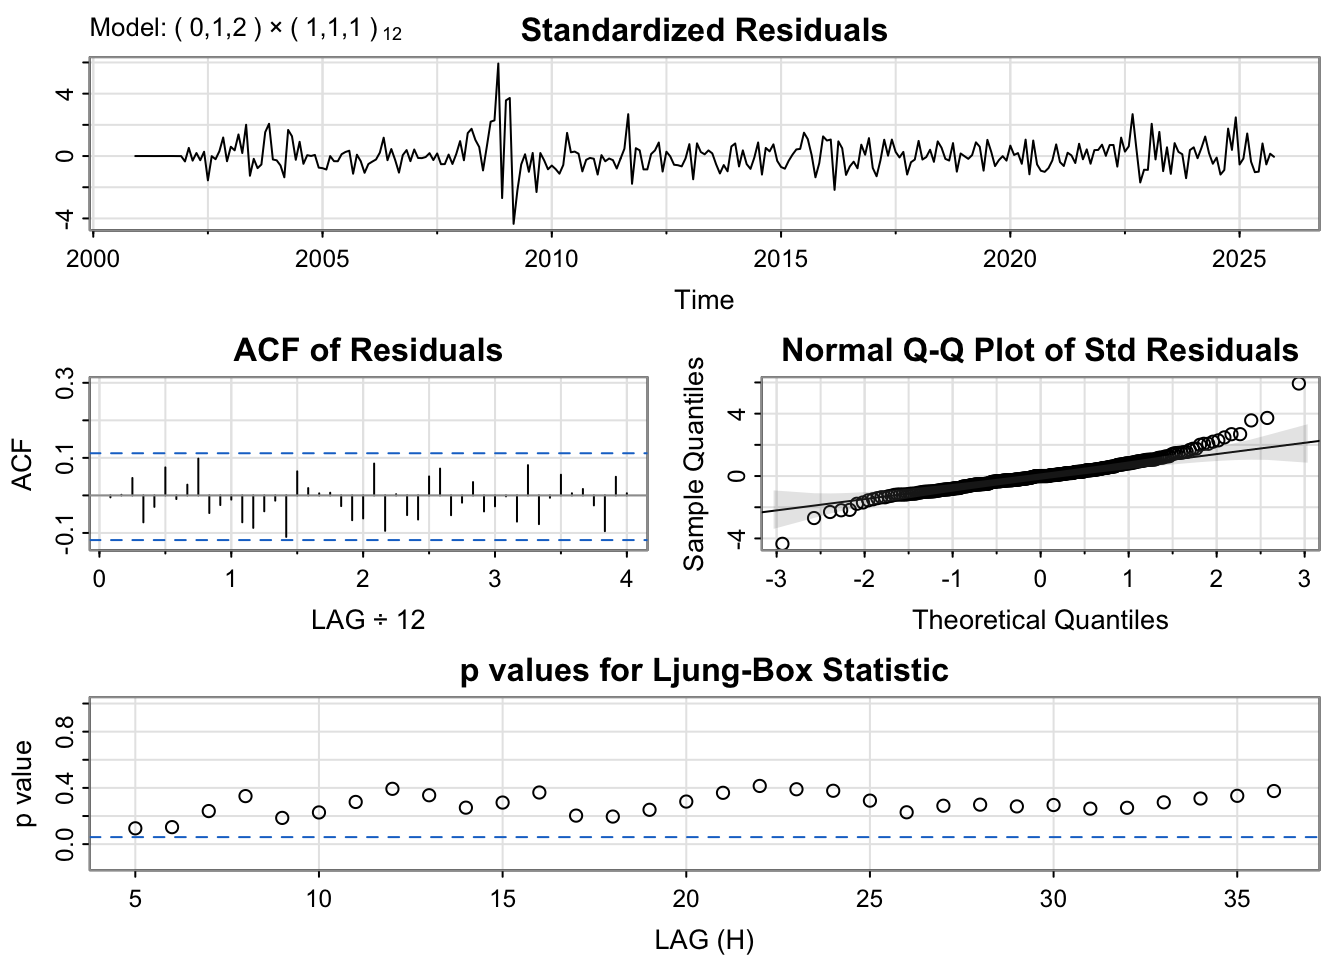 Model: ( 0,1,2 ) × ( 1,1,1 ) 12
Standardized Residuals
4
0
-4
2000 2005 2010 2015 2020 2025
Time
ACF of Residuals
ACF
0.3
0.1
-0.1
0 1 2 3 4
LAG ÷ 12
Normal Q-Q Plot of Std Residuals
Sample Quantiles
4
0
-4
-3 -2 -1 0 1 2 3
Theoretical Quantiles
p values for Ljung-Box Statistic
p value
0.8
0.4
0.0
5 10 15 20 25 30 35
LAG (H)